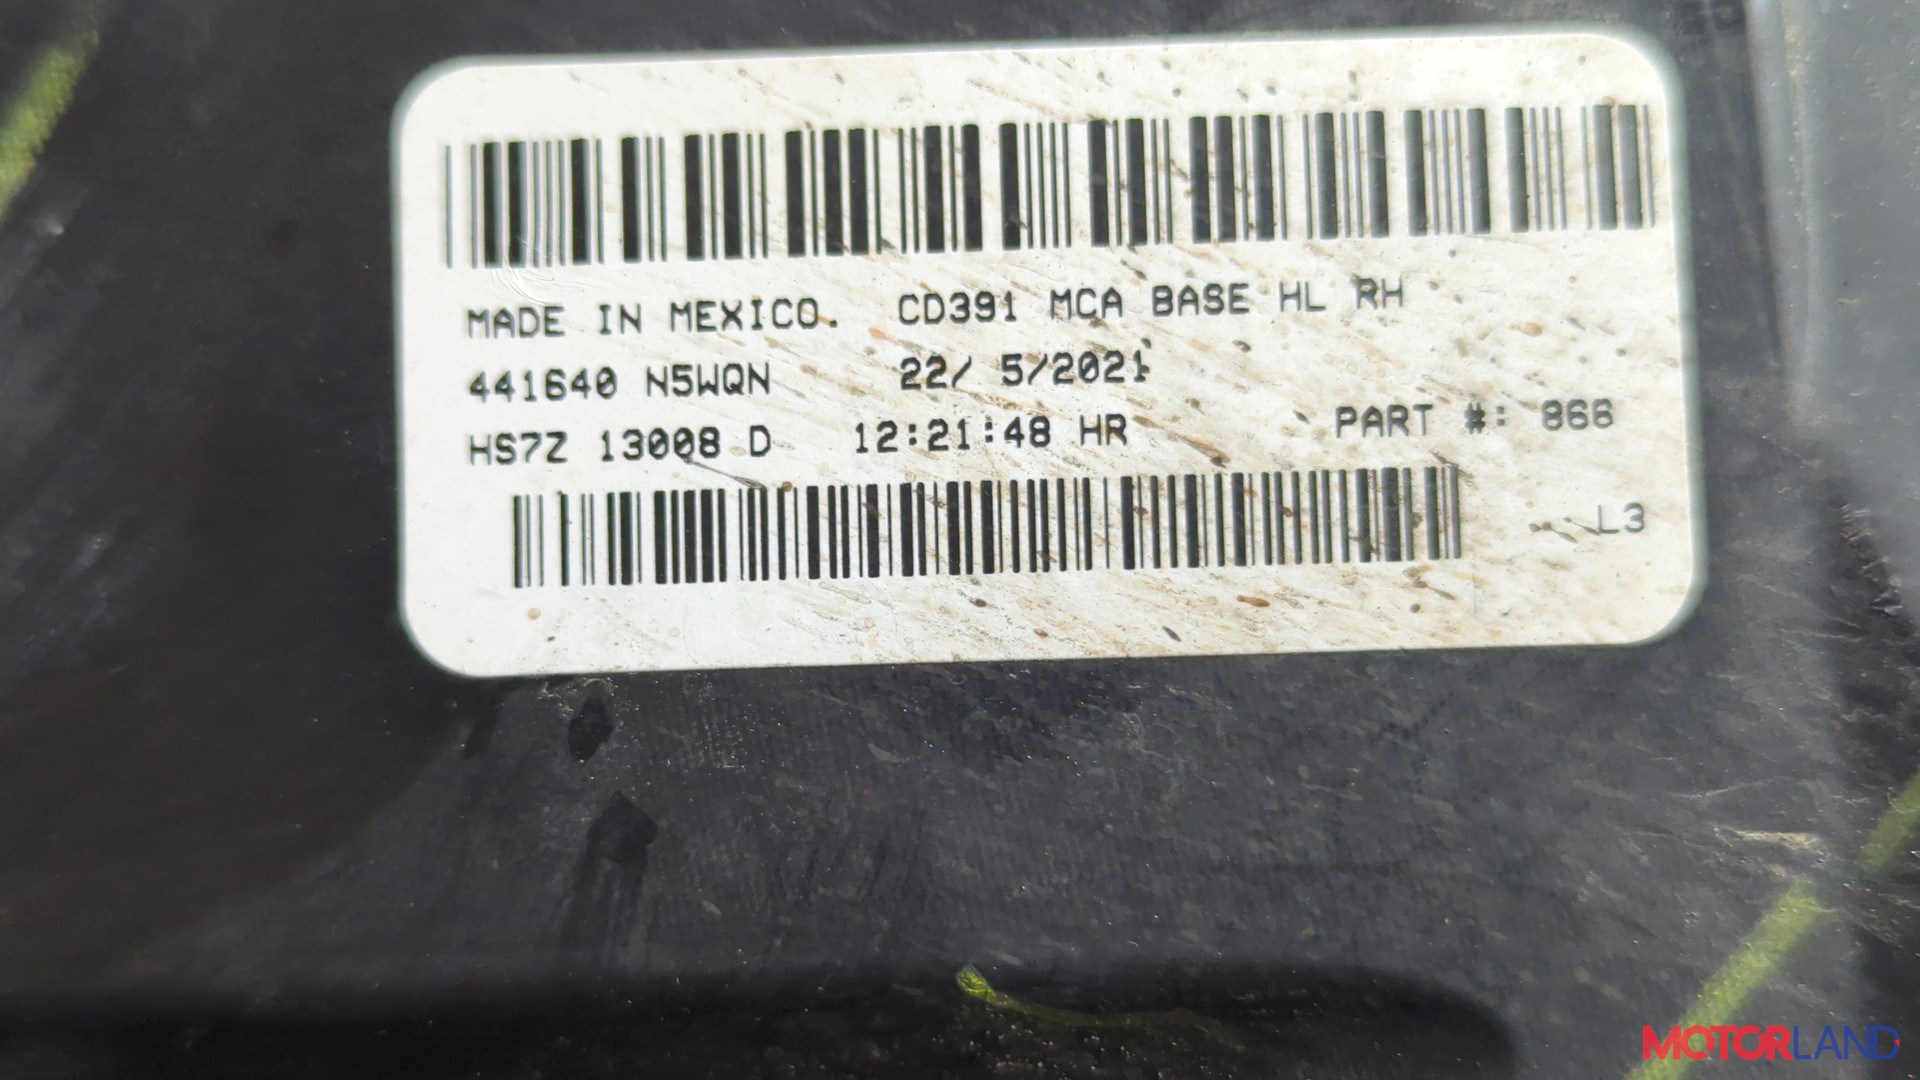 MADE IN MEXICO. CD391 MCA BASE HL RH
441640 N5WQN 22/ 5/2021
HS7Z 13008 D 12:21:48 HR PART #: 866
L3
MOTORLAND